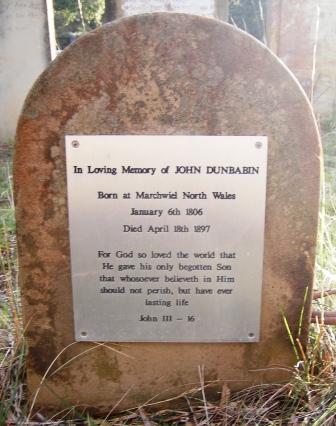 In Loving Memory of JOHN DUNBABIN
Born at Marchwiel North Wales
January 6th 1806
Died April 18th 1897
For God so loved the world that
He gave his only begotten Son
that whosoever believeth in Him
should not perish, but have ever
lasting life
John III - 16